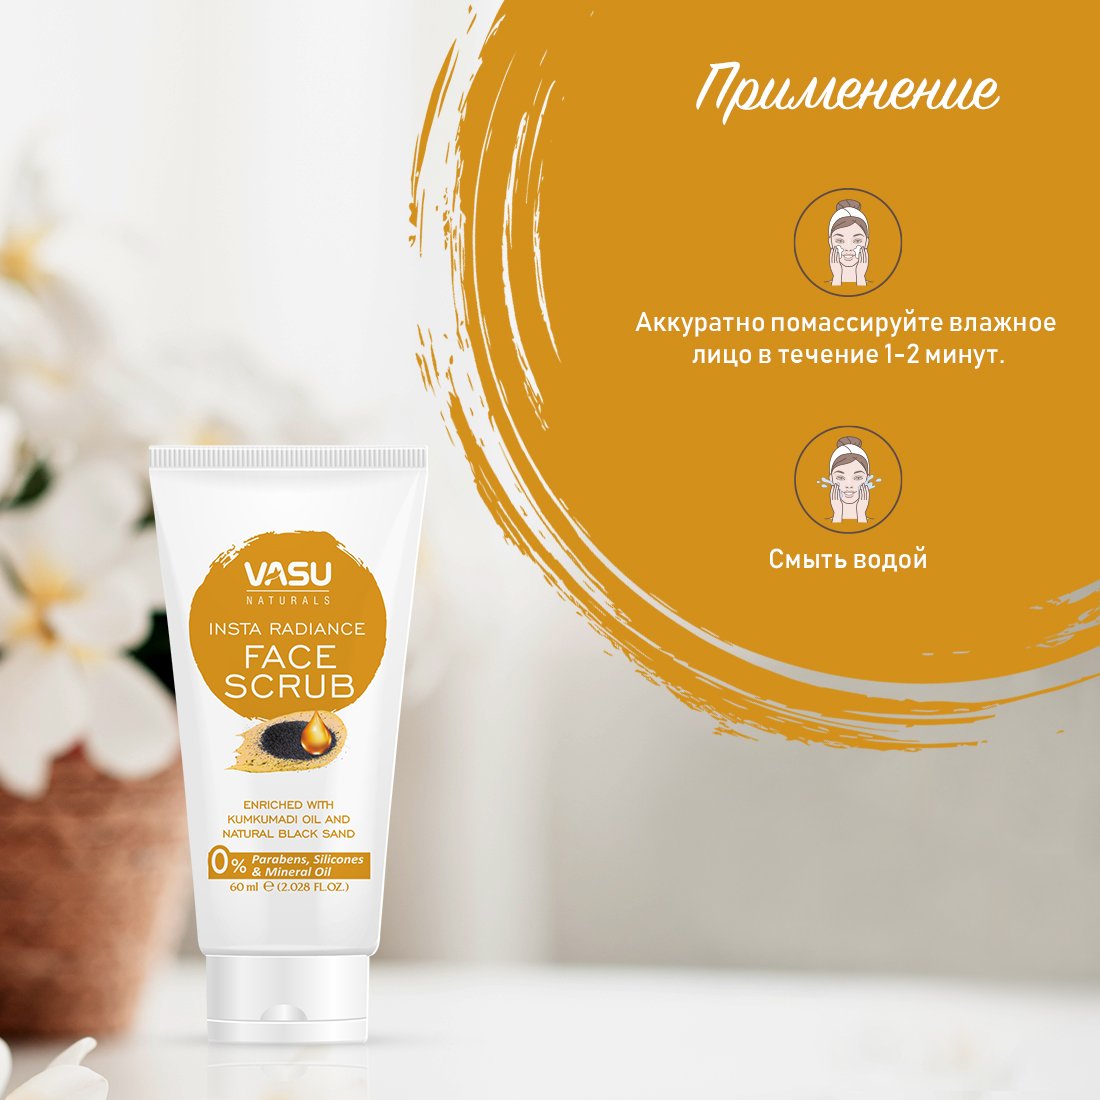 Применение
Аккуратно помассируйте влажное
лицо в течение 1-2 минут.
Смыть водой
VASU
NATURALS
INSTA RADIANCE
FACE
SCRUB
ENRICHED WITH
KUMKUMADI OIL AND
NATURAL BLACK SAND
0% Parabens, Silicones
& Mineral Oil
60 ml ℮ (2.028 FL.OZ.)